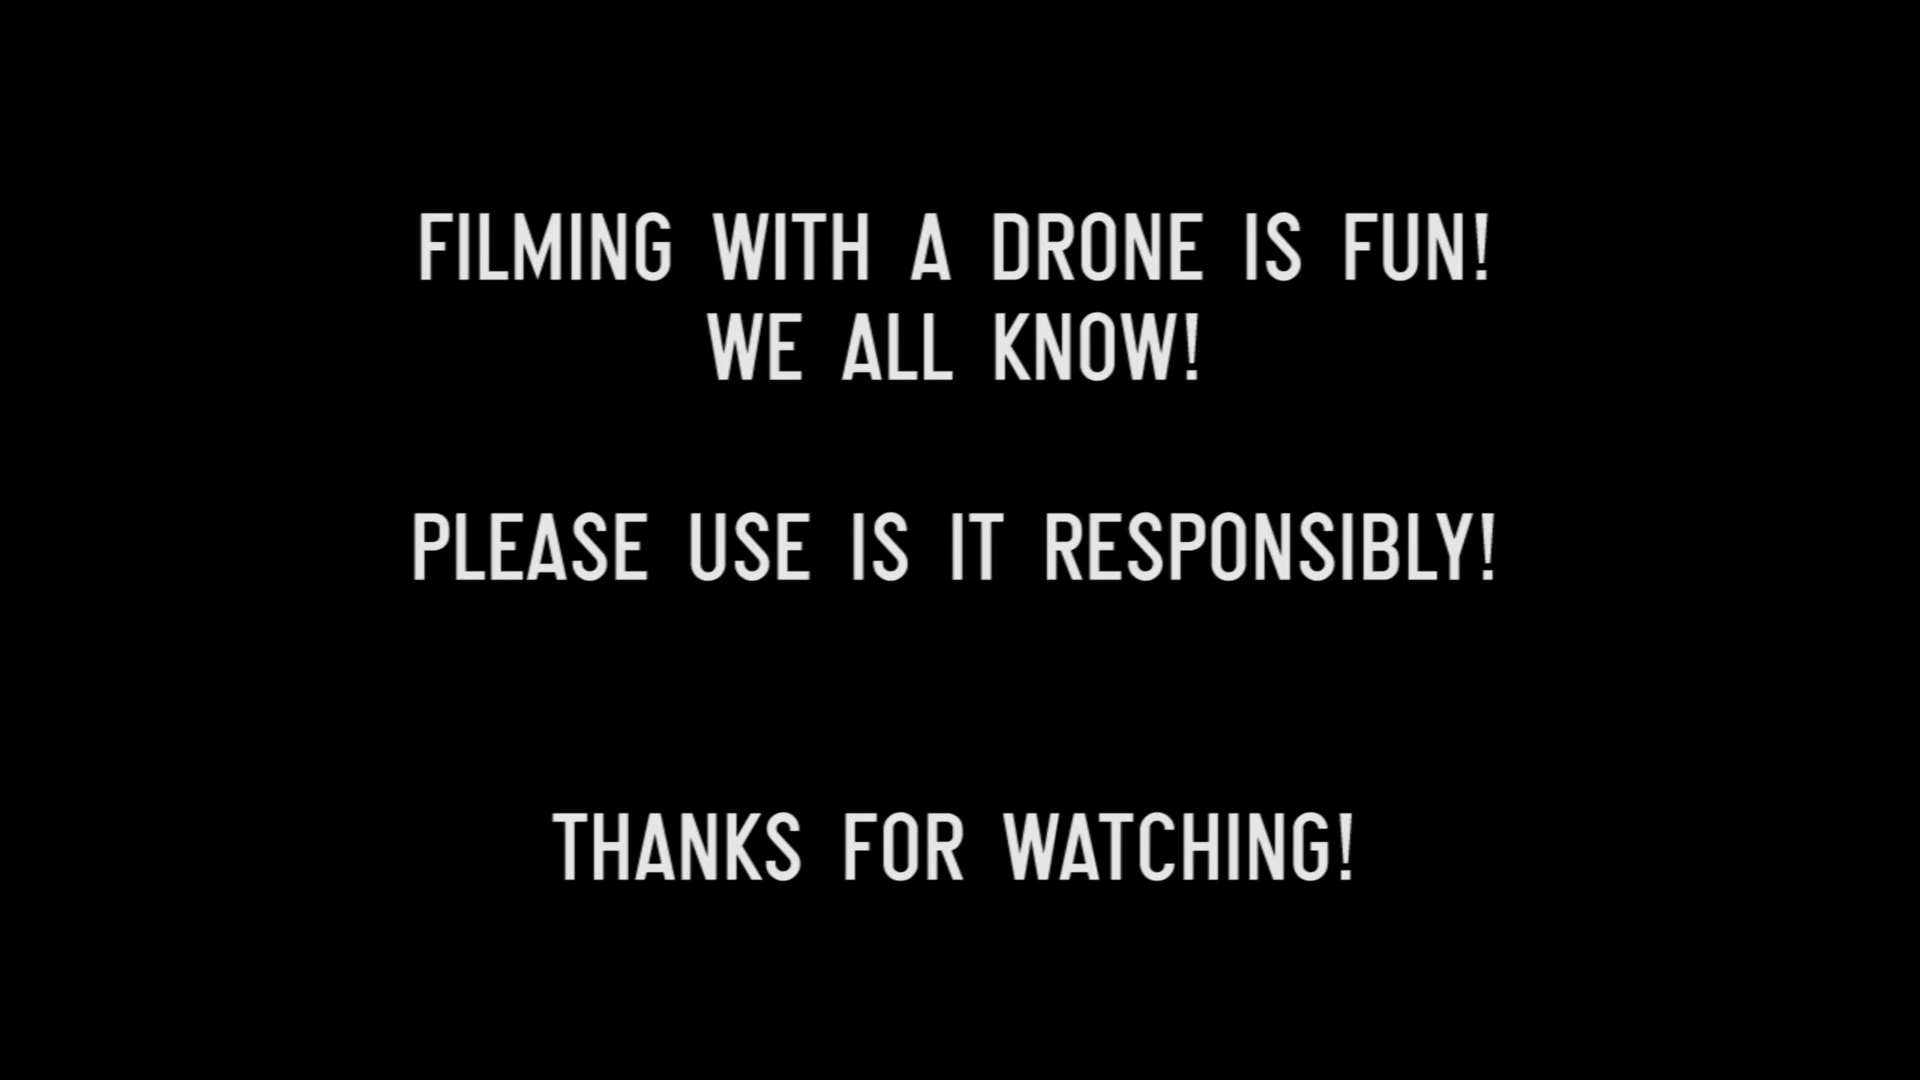 FILMING WITH A DRONE IS FUN!
WE ALL KNOW!
PLEASE USE IS IT RESPONSIBLY!
THANKS FOR WATCHING!